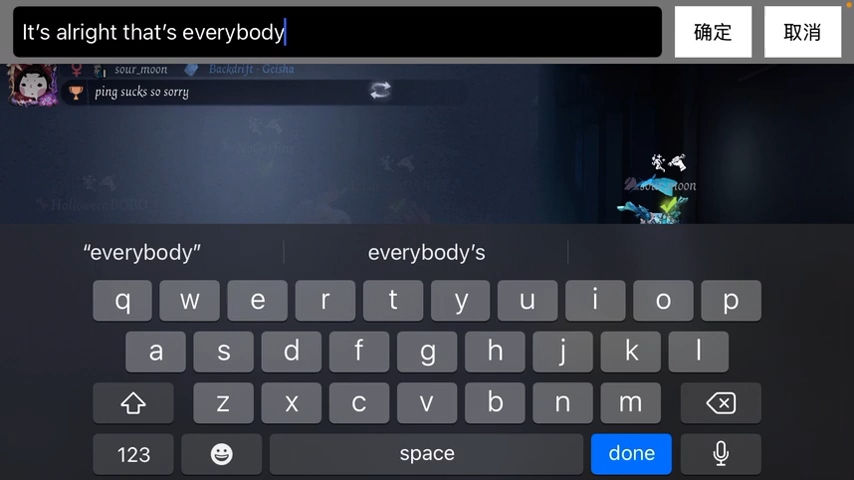 It's alright that's everybody
确定
取消
sour_moon
Backdrift - Geisha
ping sucks so sorry
"everybody"
everybody's
q w e r t y u i o p
a s d f g h j k l
z x c v b n m
123
space
done